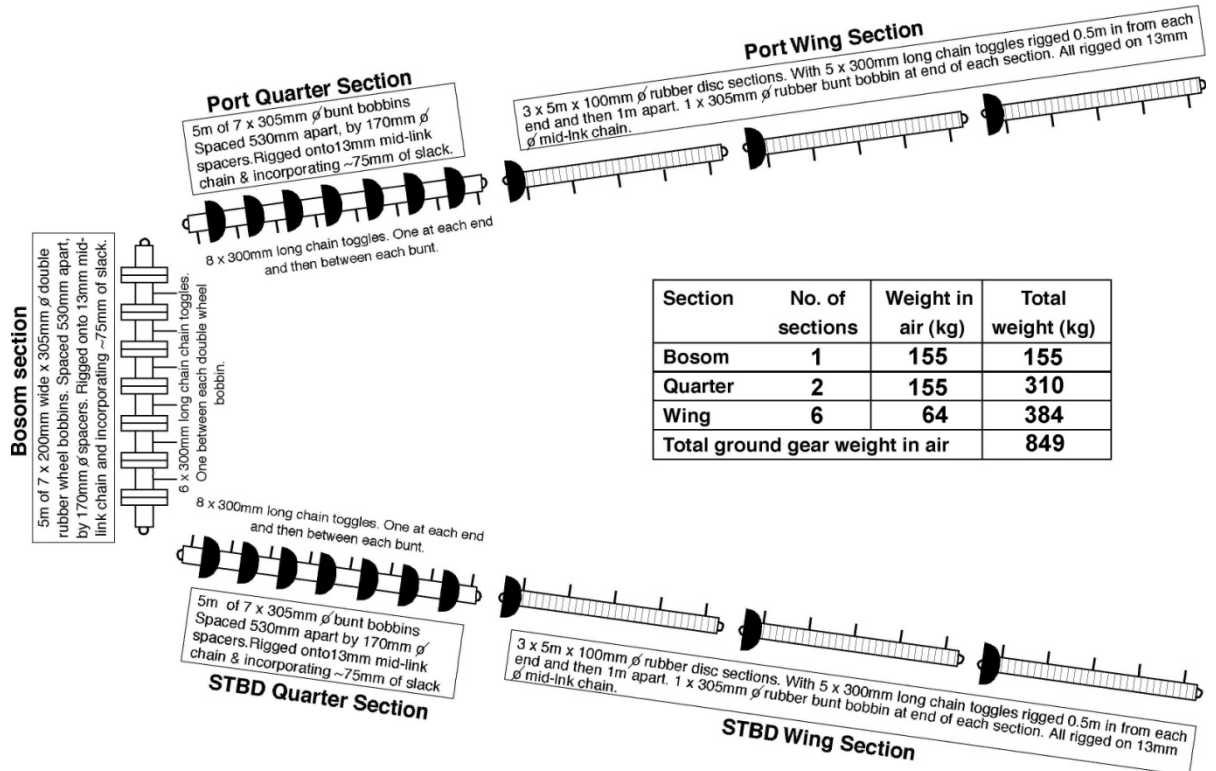 Port Wing Section
3 x 5m x 100mm ø rubber disc sections. With 5 x 300mm long chain toggles rigged 0.5m in from each
end and then 1m apart. 1 x 305mm ø rubber bunt bobbin at end of each section. All rigged on 13mm
ø mid-lnk chain.
Port Quarter Section
5m of 7 x 305mm ø bunt bobbins
Spaced 530mm apart, by 170mm ø
spacers.Rigged onto13mm mid-link
chain & incorporating ~75mm of slack.
8 x 300mm long chain toggles. One at each end
and then between each bunt.
Bosom section
5m of 7 x 200mm wide x 305mm ø double
rubber wheel bobbins. Spaced 530mm apart,
by 170mm ø spacers. Rigged onto 13mm mid-
link chain and incorporating ~75mm of slack.
6 x 300mm long chain chain toggles.
One between each double wheel
bobbin.
Section No. of sections Weight in air (kg) Total weight (kg)
Bosom 1 155 155
Quarter 2 155 310
Wing 6 64 384
Total ground gear weight in air 849
8 x 300mm long chain toggles. One at each end
and then between each bunt.
5m of 7 x 305mm ø bunt bobbins
Spaced 530mm apart by 170mm ø
spacers.Rigged onto13mm mid-link
chain & incorporating ~75mm of slack
STBD Quarter Section
3 x 5m x 100mm ø rubber disc sections. With 5 x 300mm long chain toggles rigged 0.5m in from each
end and then 1m apart. 1 x 305mm ø rubber bunt bobbin at end of each section. All rigged on 13mm
ø mid-lnk chain.
STBD Wing Section